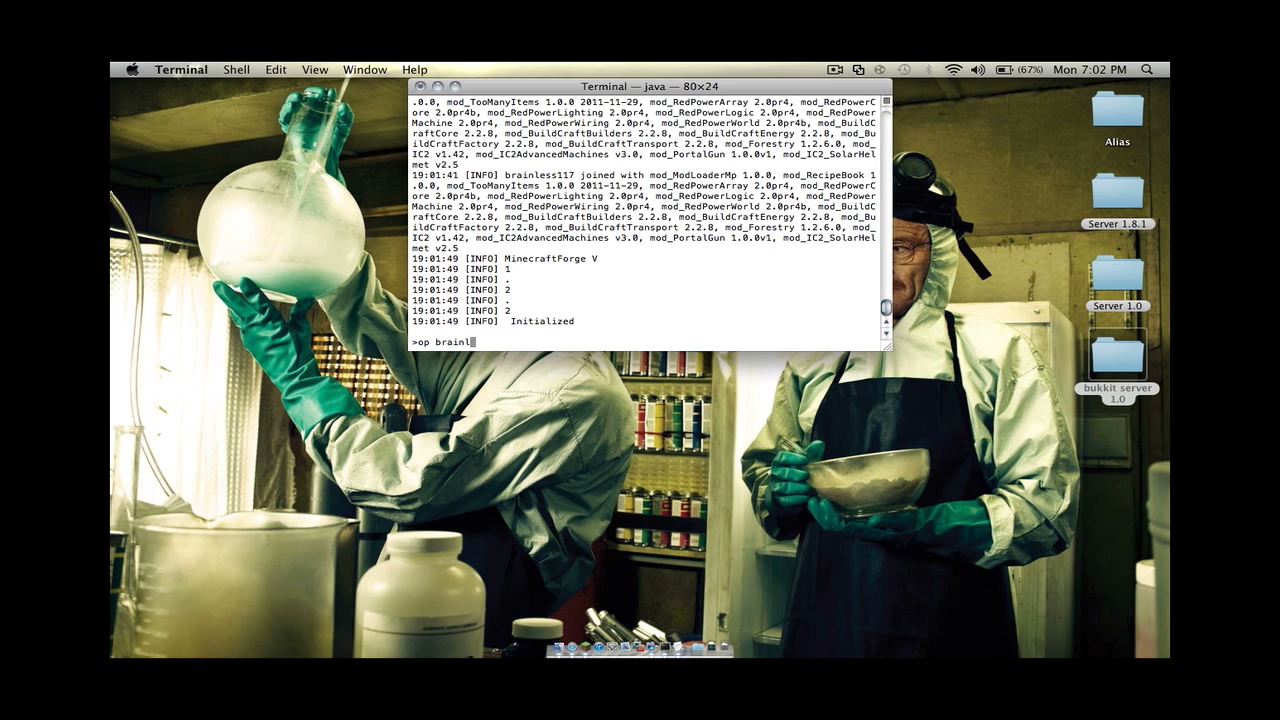 Terminal Shell Edit View Window Help (67%) Mon 7:02 PM
Terminal — java — 80×24
.0.0, mod_TooManyItems 1.0.0 2011-11-29, mod_RedPowerArray 2.0pr4, mod_RedPowerC
ore 2.0pr4b, mod_RedPowerLighting 2.0pr4, mod_RedPowerLogic 2.0pr4, mod_RedPower
Machine 2.0pr4, mod_RedPowerWiring 2.0pr4, mod_RedPowerWorld 2.0pr4b, mod_BuildC
raftCore 2.2.8, mod_BuildCraftBuilders 2.2.8, mod_BuildCraftEnergy 2.2.8, mod_Bu
ildCraftFactory 2.2.8, mod_BuildCraftTransport 2.2.8, mod_Forestry 1.2.6.0, mod_
IC2 v1.42, mod_IC2AdvancedMachines v3.0, mod_PortalGun 1.0.0v1, mod_IC2_SolarHel
met v2.5
19:01:41 [INFO] brainless117 joined with mod_ModLoaderMp 1.0.0, mod_RecipeBook 1
.0.0, mod_TooManyItems 1.0.0 2011-11-29, mod_RedPowerArray 2.0pr4, mod_RedPowerC
ore 2.0pr4b, mod_RedPowerLighting 2.0pr4, mod_RedPowerLogic 2.0pr4, mod_RedPower
Machine 2.0pr4, mod_RedPowerWiring 2.0pr4, mod_RedPowerWorld 2.0pr4b, mod_BuildC
raftCore 2.2.8, mod_BuildCraftBuilders 2.2.8, mod_BuildCraftEnergy 2.2.8, mod_Bu
ildCraftFactory 2.2.8, mod_BuildCraftTransport 2.2.8, mod_Forestry 1.2.6.0, mod_
IC2 v1.42, mod_IC2AdvancedMachines v3.0, mod_PortalGun 1.0.0v1, mod_IC2_SolarHel
met v2.5
19:01:49 [INFO] MinecraftForge V
19:01:49 [INFO] 1
19:01:49 [INFO] .
19:01:49 [INFO] 2
19:01:49 [INFO] .
19:01:49 [INFO] 2
19:01:49 [INFO]  Initialized
>op brainl
Alias
Server 1.8.1
Server 1.0
bukkit server
1.0